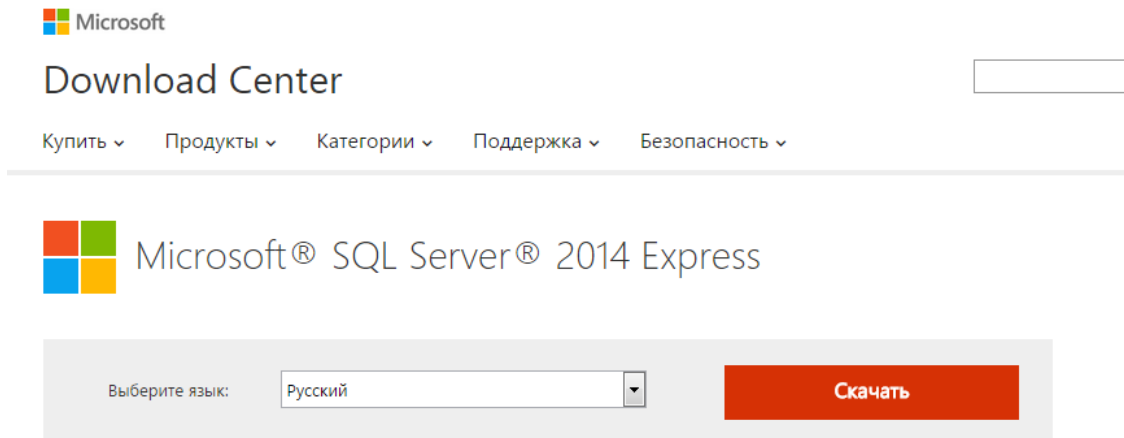 Microsoft
Download Center
Купить Продукты Категории Поддержка Безопасность
Microsoft® SQL Server® 2014 Express
Выберите язык: Русский Скачать